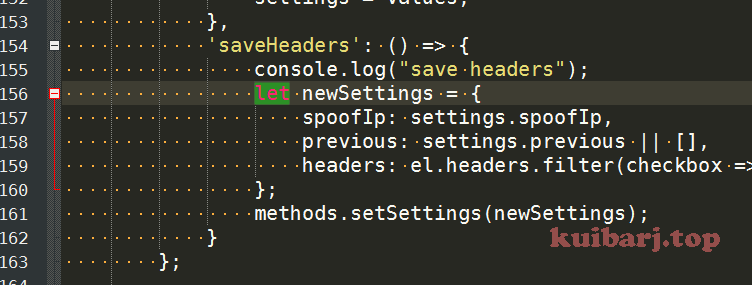 152 settings = values;
153 },
154 'saveHeaders': () => {
155 console.log("save headers");
156 let newSettings = {
157 spoofIp: settings.spoofIp,
158 previous: settings.previous || [],
159 headers: el.headers.filter(checkbox =>
160 };
161 methods.setSettings(newSettings);
162 }
kuibarj.top
163 };
164